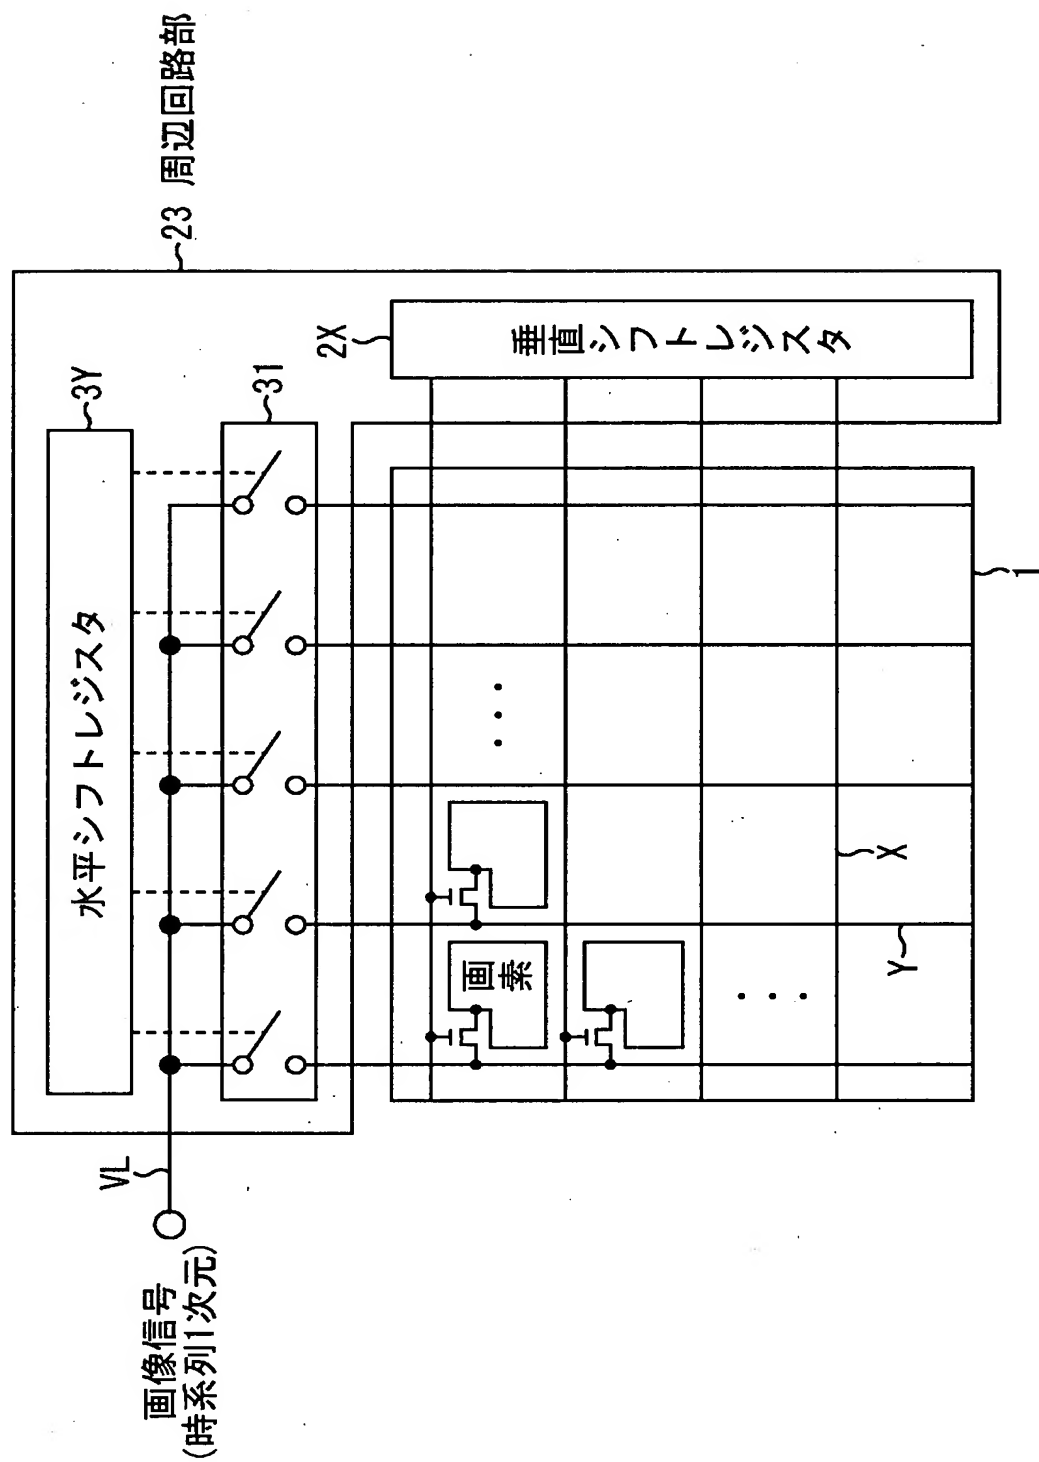 23 周辺回路部
3Y
水平シフトレジスタ
31
2X
垂直シフトレジスタ
VL
画像信号
(時系列1次元)
画
素
X
Y
1